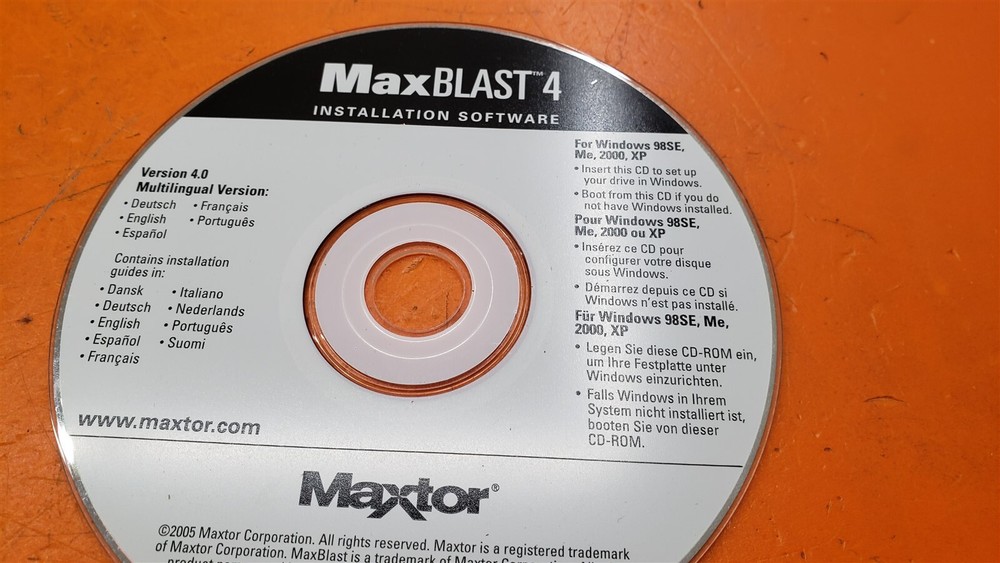 MaxBLAST™ 4
INSTALLATION SOFTWARE
Version 4.0
Multilingual Version:
• Deutsch • Français
• English • Português
• Español
Contains installation
guides in:
• Dansk • Italiano
• Deutsch • Nederlands
• English • Português
• Español • Suomi
• Français
www.maxtor.com
For Windows 98SE,
Me, 2000, XP
• Insert this CD to set up
your drive in Windows.
• Boot from this CD if you do
not have Windows installed.
Pour Windows 98SE,
Me, 2000 ou XP
• Insérez ce CD pour
configurer votre disque
sous Windows.
• Démarrez depuis ce CD si
Windows n'est pas installé.
Für Windows 98SE, Me,
2000, XP
• Legen Sie diese CD-ROM ein,
um Ihre Festplatte unter
Windows einzurichten.
• Falls Windows in Ihrem
System nicht installiert ist,
booten Sie von dieser
CD-ROM.
Maxtor®
©2005 Maxtor Corporation. All rights reserved. Maxtor is a registered trademark
of Maxtor Corporation. MaxBlast is a trademark of Maxtor